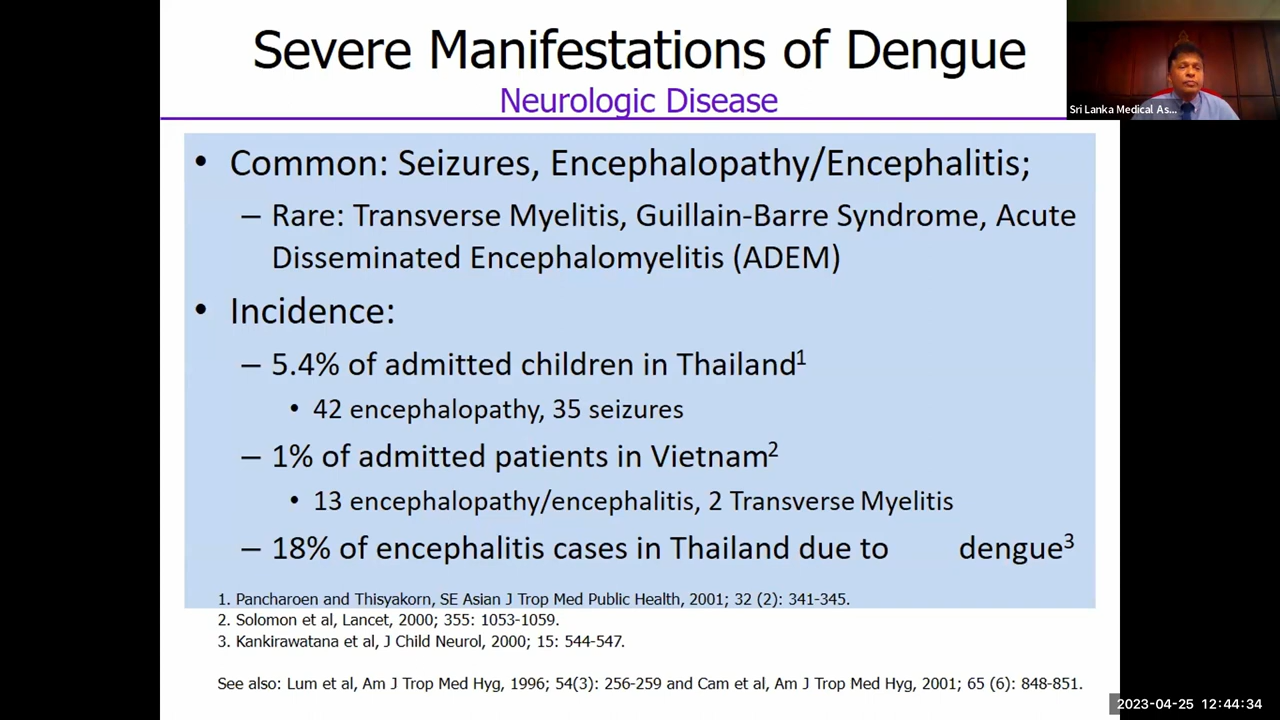 Severe Manifestations of Dengue
Neurologic Disease
Sri Lanka Medical As...
• Common: Seizures, Encephalopathy/Encephalitis;
– Rare: Transverse Myelitis, Guillain-Barre Syndrome, Acute
Disseminated Encephalomyelitis (ADEM)
• Incidence:
– 5.4% of admitted children in Thailand¹
• 42 encephalopathy, 35 seizures
– 1% of admitted patients in Vietnam²
• 13 encephalopathy/encephalitis, 2 Transverse Myelitis
– 18% of encephalitis cases in Thailand due to dengue³
1. Pancharoen and Thisyakorn, SE Asian J Trop Med Public Health, 2001; 32 (2): 341-345.
2. Solomon et al, Lancet, 2000; 355: 1053-1059.
3. Kankirawatana et al, J Child Neurol, 2000; 15: 544-547.
See also: Lum et al, Am J Trop Med Hyg, 1996; 54(3): 256-259 and Cam et al, Am J Trop Med Hyg, 2001; 65 (6): 848-851.
2023-04-25 12:44:34